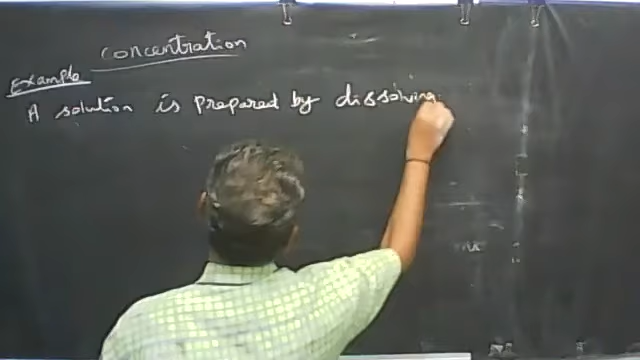 Concentration
Example
A solution is prepared by dissolving